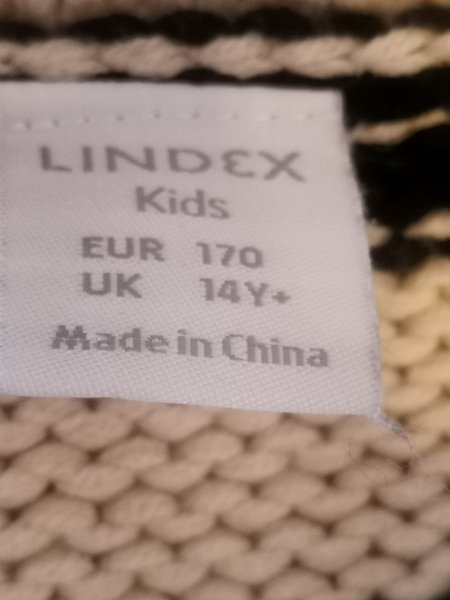 LINDEX
Kids
EUR 170
UK 14Y+
Made in China